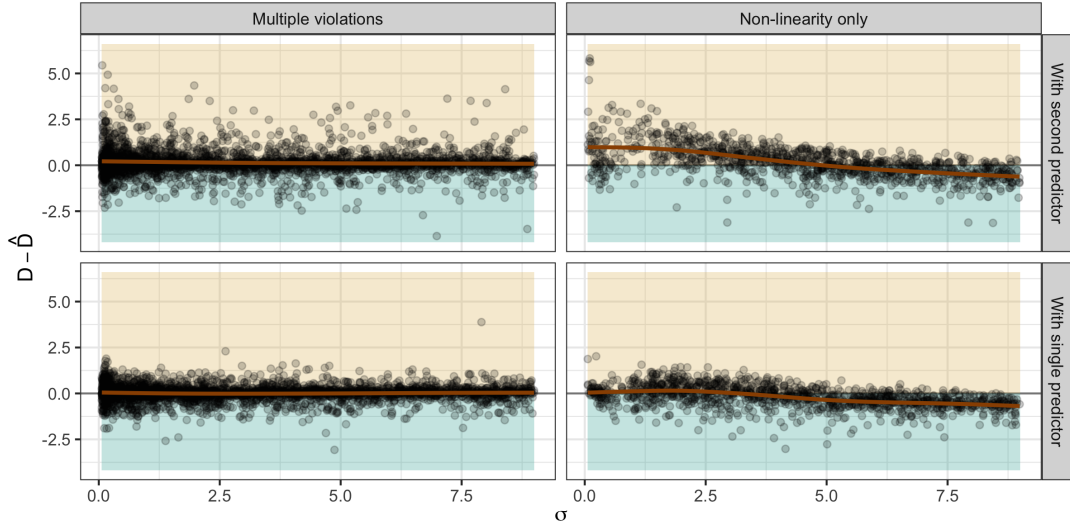 Multiple violations
Non-linearity only
5.0
2.5
0.0
-2.5
With second predictor
D − D̂
5.0
2.5
0.0
-2.5
With single predictor
0.0 2.5 5.0 7.5
0.0 2.5 5.0 7.5
σ